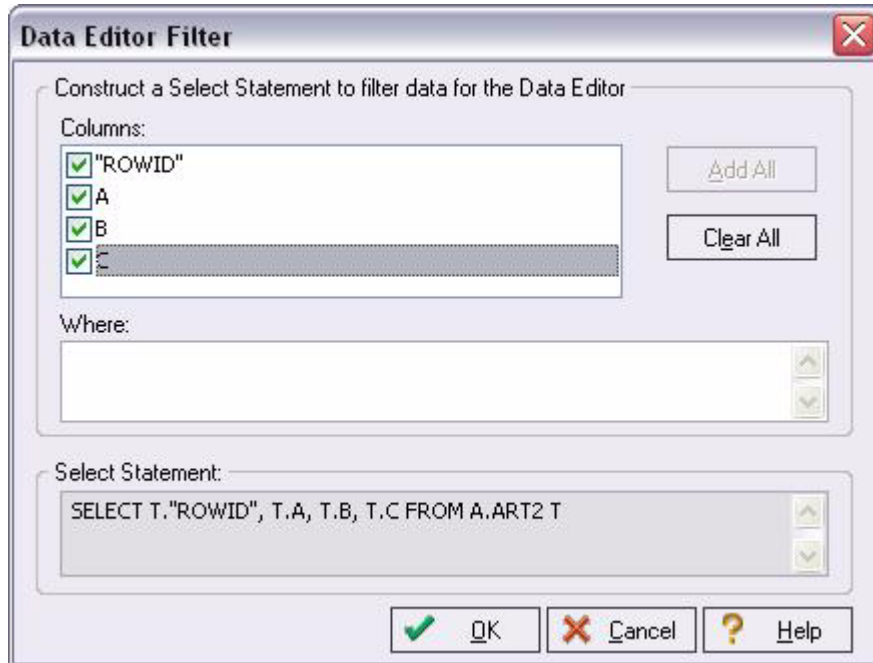 Data Editor Filter
Construct a Select Statement to filter data for the Data Editor
Columns:
"ROWID"
A
B
C
Add All
Clear All
Where:
Select Statement:
SELECT T."ROWID", T.A, T.B, T.C FROM A.ART2 T
OK
Cancel
? Help